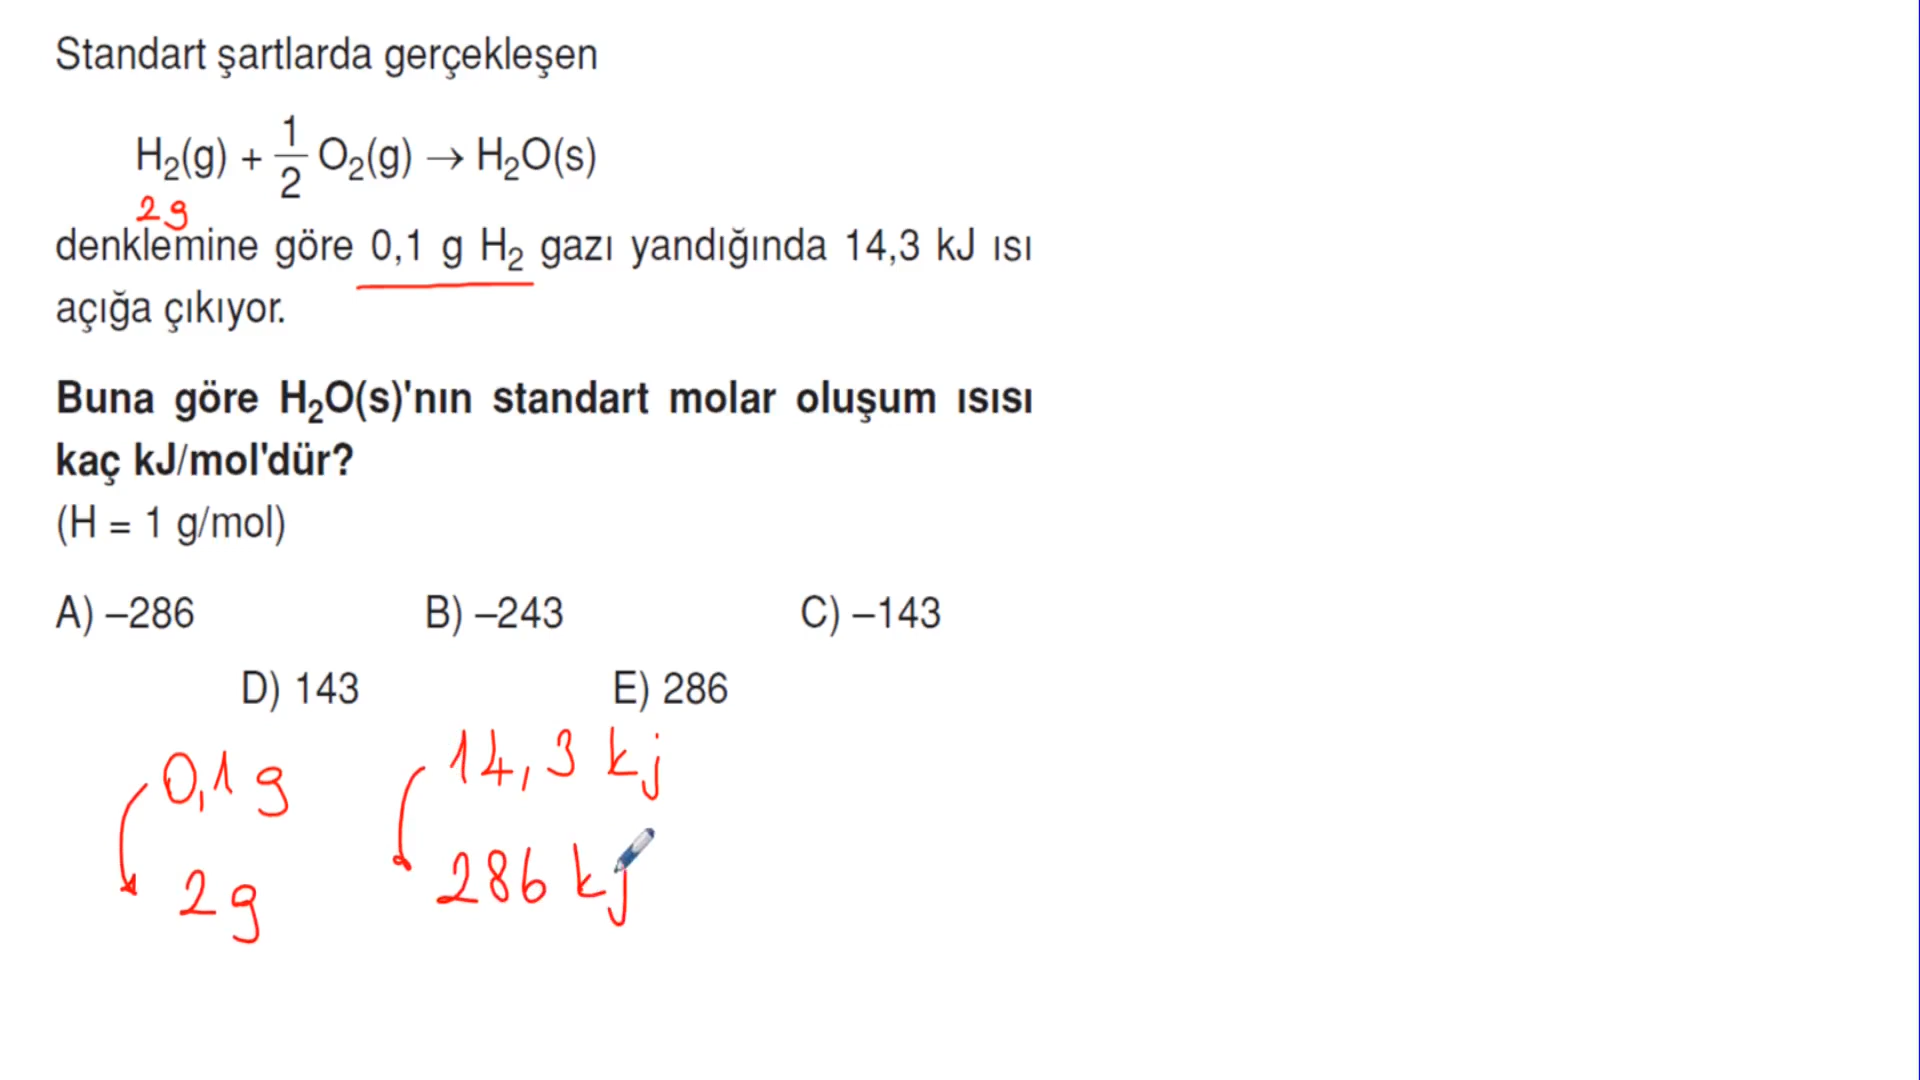 Standart şartlarda gerçekleşen
H₂(g) + 1/2 O₂(g) → H₂O(s)
2g
denklemine göre 0,1 g H₂ gazı yandığında 14,3 kJ ısı
açığa çıkıyor.
Buna göre H₂O(s)'nın standart molar oluşum ısısı
kaç kJ/mol'dür?
(H = 1 g/mol)
A) –286 B) –243 C) –143
D) 143 E) 286
0,1 g 14,3 kj
2g 286 kj